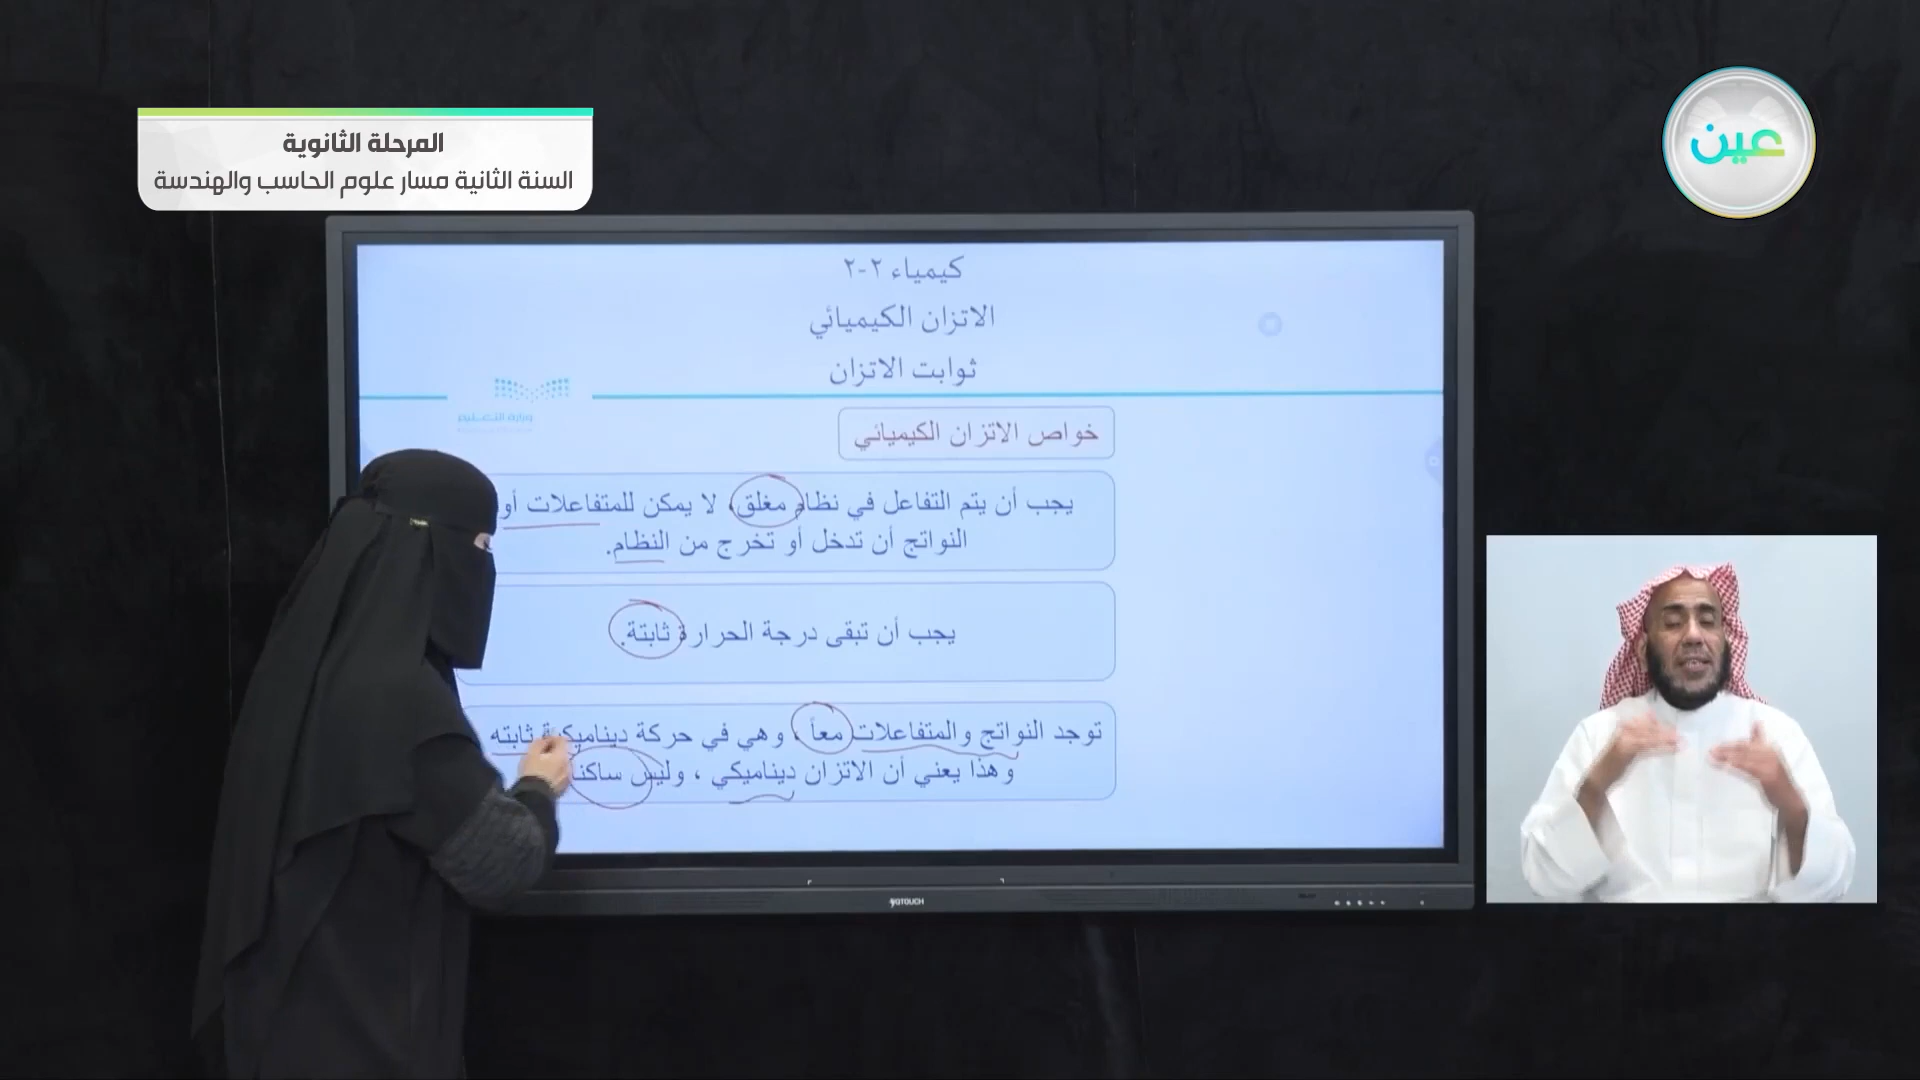 المرحلة الثانوية
السنة الثانية مسار علوم الحاسب والهندسة
عين
كيمياء ٢-٢
الاتزان الكيميائي
ثوابت الاتزان
وزارة التعليم
خواص الاتزان الكيميائي
يجب أن يتم التفاعل في نظام مغلق، لا يمكن للمتفاعلات أو
النواتج أن تدخل أو تخرج من النظام.
يجب أن تبقى درجة الحرارة ثابتة.
توجد النواتج والمتفاعلات معاً ، وهي في حركة ديناميكية ثابته
وهذا يعني أن الاتزان ديناميكي ، وليس ساكنا